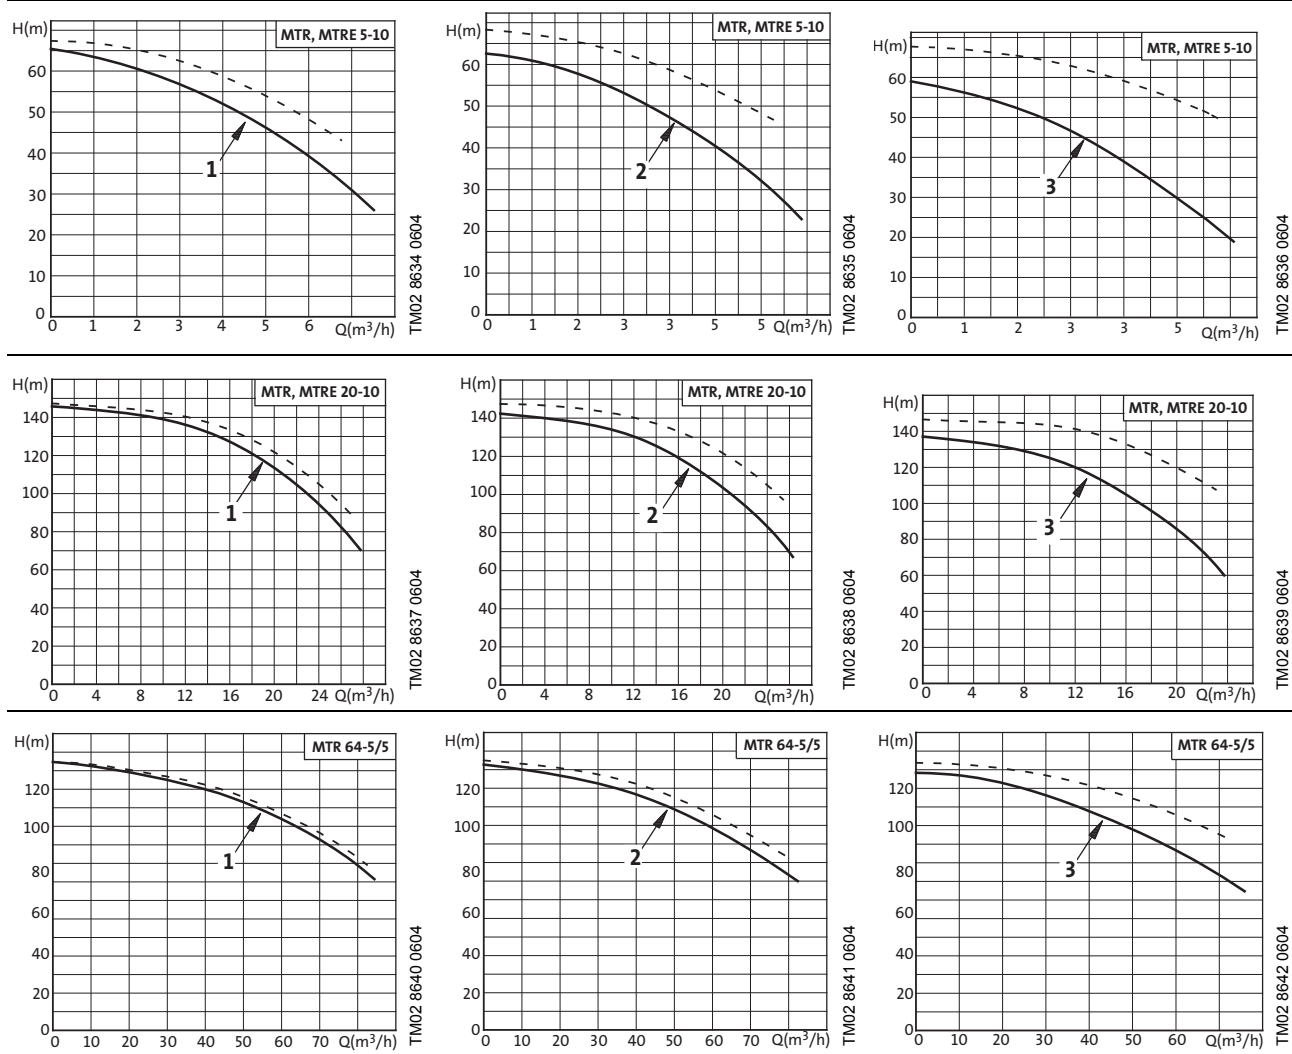 H(m)
MTR, MTRE 5-10
60
50
40
30
20
10
0
0 1 2 3 4 5 6 Q(m³/h)
1
TM02 8634 0604
H(m)
MTR, MTRE 5-10
60
50
40
30
20
10
0
0 1 2 3 3 5 5 Q(m³/h)
2
TM02 8635 0604
H(m)
MTR, MTRE 5-10
60
50
40
30
20
10
0
0 1 2 3 3 5 Q(m³/h)
3
TM02 8636 0604
H(m)
MTR, MTRE 20-10
140
120
100
80
60
40
20
0
0 4 8 12 16 20 24 Q(m³/h)
1
TM02 8637 0604
H(m)
MTR, MTRE 20-10
140
120
100
80
60
40
20
0
0 4 8 12 16 20 Q(m³/h)
2
TM02 8638 0604
H(m)
MTR, MTRE 20-10
140
120
100
80
60
40
20
0
0 4 8 12 16 20 Q(m³/h)
3
TM02 8639 0604
H(m)
MTR 64-5/5
120
100
80
60
40
20
0
0 10 20 30 40 50 60 70 Q(m³/h)
1
TM02 8640 0604
H(m)
MTR 64-5/5
120
100
80
60
40
20
0
0 10 20 30 40 50 60 70 Q(m³/h)
2
TM02 8641 0604
H(m)
MTR 64-5/5
120
100
80
60
40
20
0
0 10 20 30 40 50 60 70 Q(m³/h)
3
TM02 8642 0604